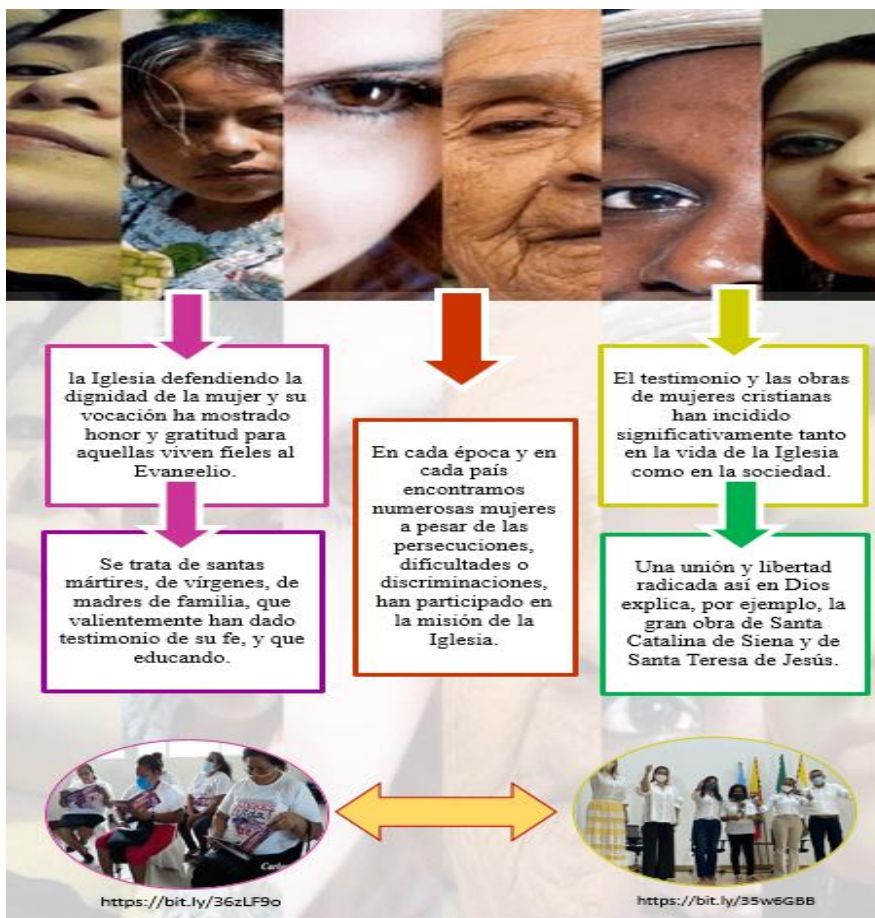 la Iglesia defendiendo la
dignidad de la mujer y su
vocación ha mostrado
honor y gratitud para
aquellas viven fieles al
Evangelio.
Se trata de santas
mártires, de vírgenes, de
madres de familia, que
valientemente han dado
testimonio de su fe, y que
educando.
En cada época y en
cada país
encontramos
numerosas mujeres
a pesar de las
persecuciones,
dificultades o
discriminaciones,
han participado en
la misión de la
Iglesia.
El testimonio y las obras
de mujeres cristianas
han incidido
significativamente tanto
en la vida de la Iglesia
como en la sociedad.
Una unión y libertad
radicada así en Dios
explica, por ejemplo, la
gran obra de Santa
Catalina de Siena y de
Santa Teresa de Jesús.
https://bit.ly/36zLF9o
https://bit.ly/35w6GBB